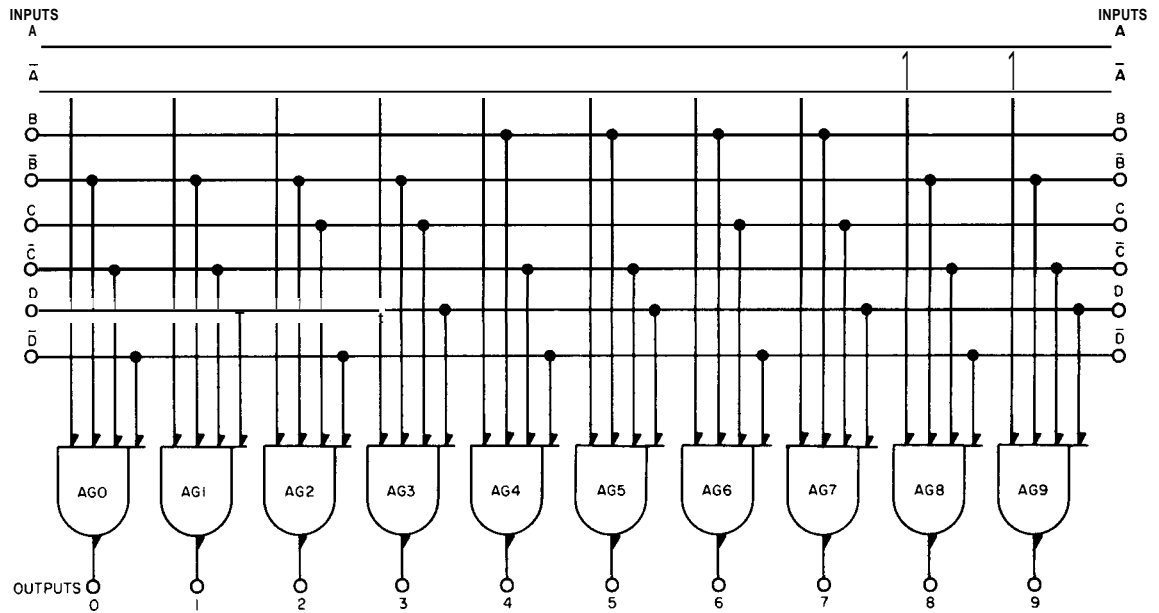 INPUTS INPUTS
A A
A̅ A̅
B B
B̅ B̅
C C
C̅ C̅
D D
D̅ D̅
AG0 AG1 AG2 AG3 AG4 AG5 AG6 AG7 AG8 AG9
OUTPUTS
0 1 2 3 4 5 6 7 8 9